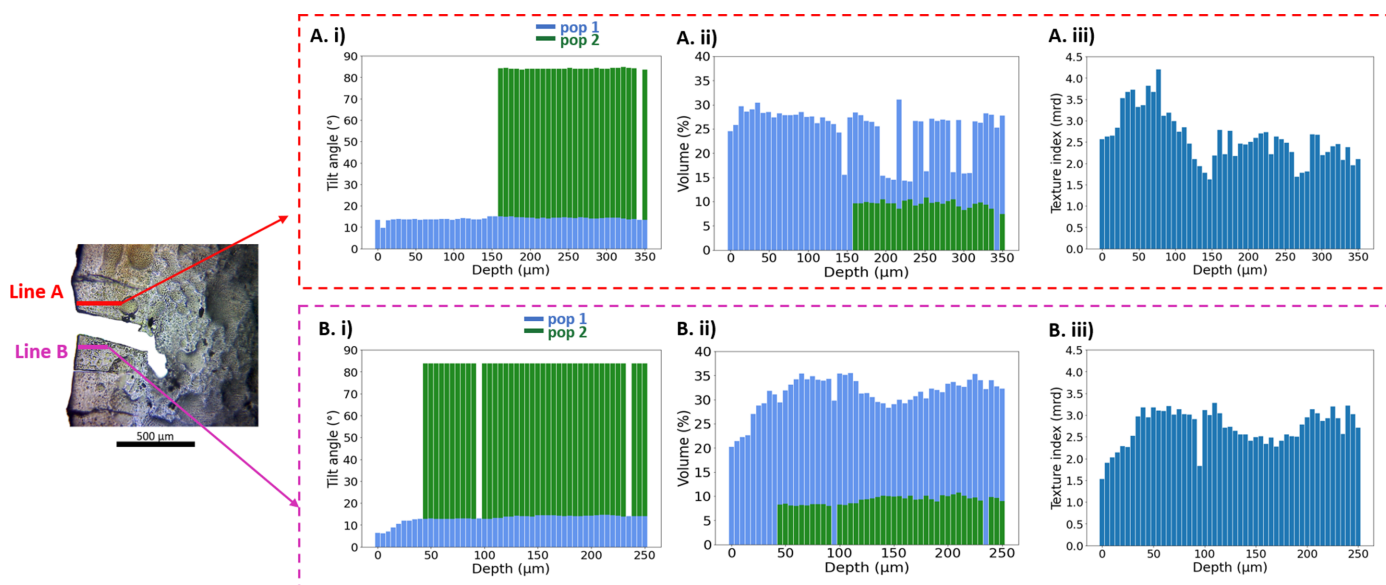 Line A
Line B
500 µm
A. i)
pop 1
pop 2
Tilt angle (°)
90
80
70
60
50
40
30
20
10
0
0 50 100 150 200 250 300 350
Depth (µm)
A. ii)
Volume (%)
40
35
30
25
20
15
10
5
0
0 50 100 150 200 250 300 350
Depth (µm)
A. iii)
Texture index (mrd)
4.5
4.0
3.5
3.0
2.5
2.0
1.5
1.0
0.5
0.0
0 50 100 150 200 250 300 350
Depth (µm)
B. i)
pop 1
pop 2
Tilt angle (°)
90
80
70
60
50
40
30
20
10
0
0 50 100 150 200 250
Depth (µm)
B. ii)
Volume (%)
40
35
30
25
20
15
10
5
0
0 50 100 150 200 250
Depth (µm)
B. iii)
Texture index (mrd)
4.5
4.0
3.5
3.0
2.5
2.0
1.5
1.0
0.5
0.0
0 50 100 150 200 250
Depth (µm)